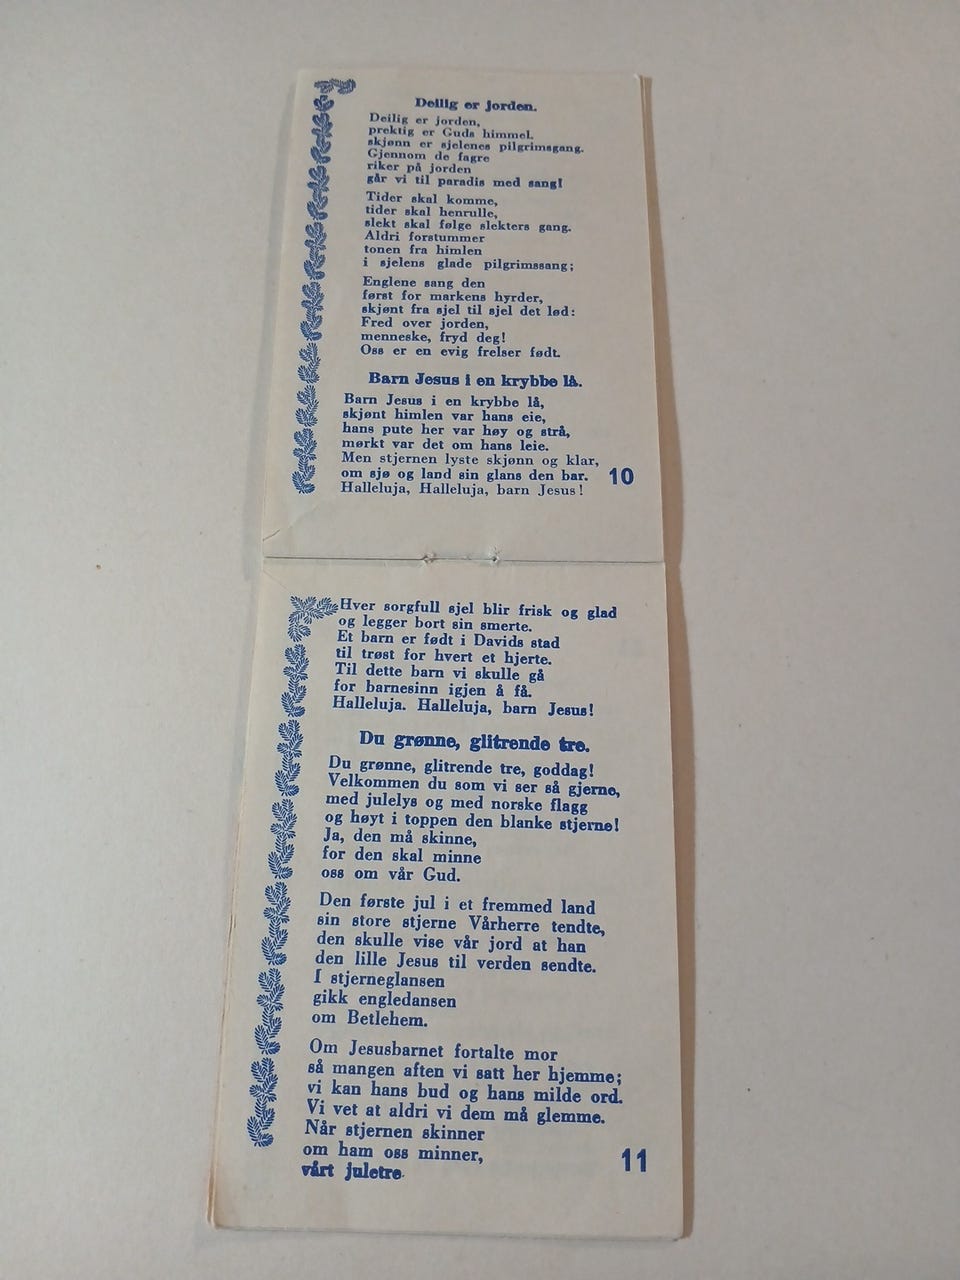 Deilig er jorden.
Deilig er jorden,
prektig er Guds himmel.
skjønn er sjelenes pilgrimsgang.
Gjennom de fagre
riker på jorden
går vi til paradis med sang!
Tider skal komme,
tider skal henrulle,
slekt skal følge slekters gang.
Aldri forstummer
tonen fra himlen
i sjelens glade pilgrimssang;
Englene sang den
først for markens hyrder,
skjønt fra sjel til sjel det lød:
Fred over jorden,
menneske, fryd deg!
Oss er en evig frelser født.
Barn Jesus i en krybbe lå.
Barn Jesus i en krybbe lå,
skjønt himlen var hans eie,
hans pute her var høy og strå,
mørkt var det om hans leie.
Men stjernen lyste skjønn og klar,
om sjø og land sin glans den bar.
Halleluja, Halleluja, barn Jesus!
10
Hver sorgfull sjel blir frisk og glad
og legger bort sin smerte.
Et barn er født i Davids stad
til trøst for hvert et hjerte.
Til dette barn vi skulle gå
for barnesinn igjen å få.
Halleluja. Halleluja, barn Jesus!
Du grønne, glitrende tre.
Du grønne, glitrende tre, goddag!
Velkommen du som vi ser så gjerne,
med julelys og med norske flagg
og høyt i toppen den blanke stjerne!
Ja, den må skinne,
for den skal minne
oss om vår Gud.
Den første jul i et fremmed land
sin store stjerne Vårherre tendte,
den skulle vise vår jord at han
den lille Jesus til verden sendte.
I stjerneglansen
gikk engledansen
om Betlehem.
Om Jesusbarnet fortalte mor
så mangen aften vi satt her hjemme;
vi kan hans bud og hans milde ord.
Vi vet at aldri vi dem må glemme.
Når stjernen skinner
om ham oss minner,
vårt juletre.
11